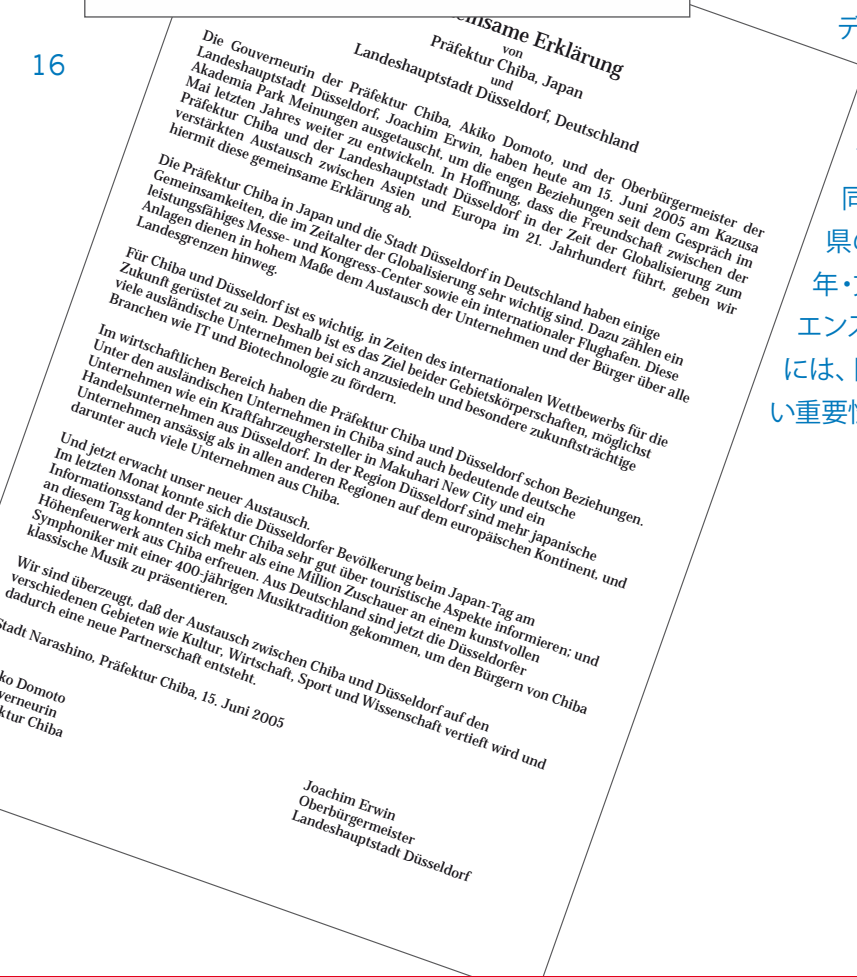 16
Erklärung
von
Präfektur Chiba, Japan
und
Landeshauptstadt Düsseldorf, Deutschland
Die Gouverneurin der Präfektur Chiba, Akiko Domoto, und der Oberbürgermeister der
Landeshauptstadt Düsseldorf, Joachim Erwin, haben heute am 15. Juni 2005 am Kazusa
Akademia Park Meinungen ausgetauscht, um die engen Beziehungen seit dem Gespräch im
Mai letzten Jahres weiter zu entwickeln. In Hoffnung, dass die Freundschaft zwischen der
Präfektur Chiba und der Landeshauptstadt Düsseldorf in der Zeit der Globalisierung zum
verstärkten Austausch zwischen Asien und Europa im 21. Jahrhundert führt, geben wir
hiermit diese gemeinsame Erklärung ab.
Die Präfektur Chiba in Japan und die Stadt Düsseldorf in Deutschland haben einige
Gemeinsamkeiten, die im Zeitalter der Globalisierung sehr wichtig sind. Dazu zählen ein
leistungsfähiges Messe- und Kongress-Center sowie ein internationaler Flughafen. Diese
Anlagen dienen in hohem Maße dem Austausch der Unternehmen und der Bürger über alle
Landesgrenzen hinweg.
Für Chiba und Düsseldorf ist es wichtig, in Zeiten des internationalen Wettbewerbs für die
Zukunft gerüstet zu sein. Deshalb ist es das Ziel beider Gebietskörperschaften, möglichst
viele ausländische Unternehmen bei sich anzusiedeln und besondere zukunftsträchtige
Branchen wie IT und Biotechnologie zu fördern.
Im wirtschaftlichen Bereich haben die Präfektur Chiba und Düsseldorf schon Beziehungen.
Unter den ausländischen Unternehmen in Chiba sind auch bedeutende deutsche
Unternehmen wie ein Kraftfahrzeughersteller in Makuhari New City und ein
Handelsunternehmen aus Düsseldorf. In der Region Düsseldorf sind mehr japanische
Unternehmen ansässig als in allen anderen Regionen auf dem europäischen Kontinent, und
darunter auch viele Unternehmen aus Chiba.
Und jetzt erwacht unser neuer Austausch.
Im letzten Monat konnte sich die Düsseldorfer Bevölkerung beim Japan-Tag am
Informationsstand der Präfektur Chiba sehr gut über touristische Aspekte informieren; und
an diesem Tag konnten sich mehr als eine Million Zuschauer an einem kunstvollen
Höhenfeuerwerk aus Chiba erfreuen. Aus Deutschland sind jetzt die Düsseldorfer
Symphoniker mit einer 400-jährigen Musiktradition gekommen, um den Bürgern von Chiba
klassische Musik zu präsentieren.
Wir sind überzeugt, daß der Austausch zwischen Chiba und Düsseldorf auf den
verschiedenen Gebieten wie Kultur, Wirtschaft, Sport und Wissenschaft vertieft wird und
dadurch eine neue Partnerschaft entsteht.
Stadt Narashino, Präfektur Chiba, 15. Juni 2005
Domoto
Chiba
Joachim Erwin
Oberbürgermeister
Landeshauptstadt Düsseldorf
デ
同
県
年・
エンス
には、
い重要性